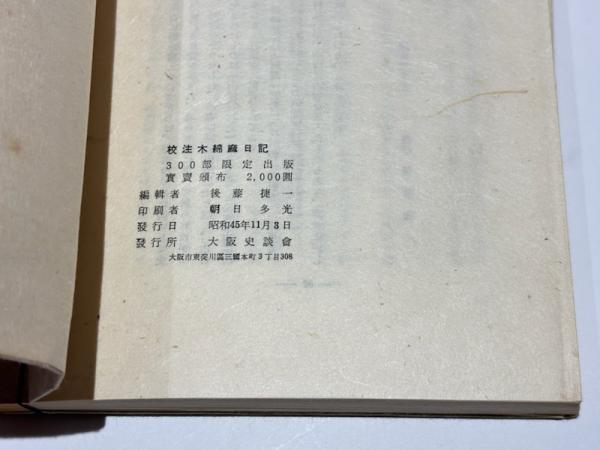 校注木綿麻日記
300部限定出版
實賣頒布 2,000圓
編輯者 後藤捷一
印刷者 朝日多光
發行日 昭和45年11月3日
發行所 大阪史談會
大阪市東淀川區三國本町3丁目308